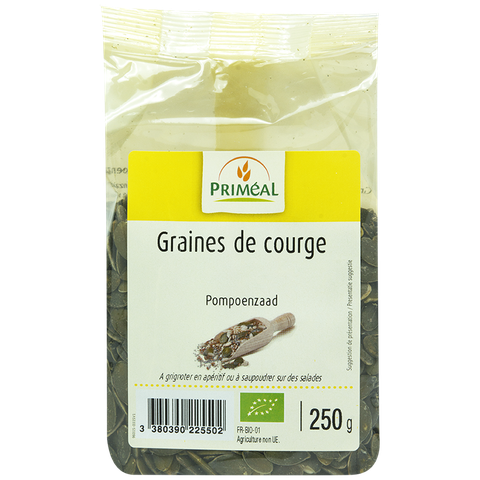 PRIMÉAL
Graines de courge
Pompoenzaad
Suggestion de présentation / Presentatie suggestie
A grignoter en apéritif ou à saupoudrer sur des salades
3 380390 225502
FR-BIO-01
Agriculture non UE.
250 g